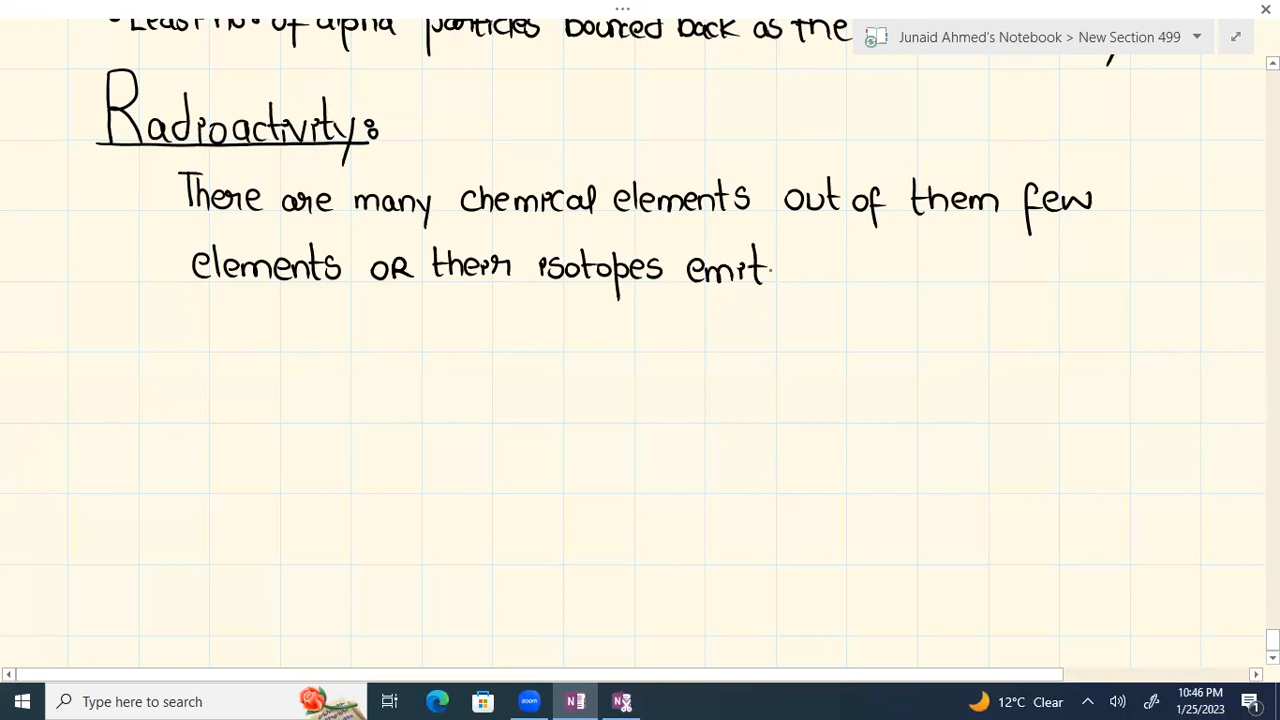 • Least no. of alpha particles bounced back as the
Junaid Ahmed's Notebook > New Section 499
Radioactivity:
There are many chemical elements out of them few
elements OR their isotopes emit
Type here to search
zoom
12°C Clear
10:46 PM
1/25/2023
1